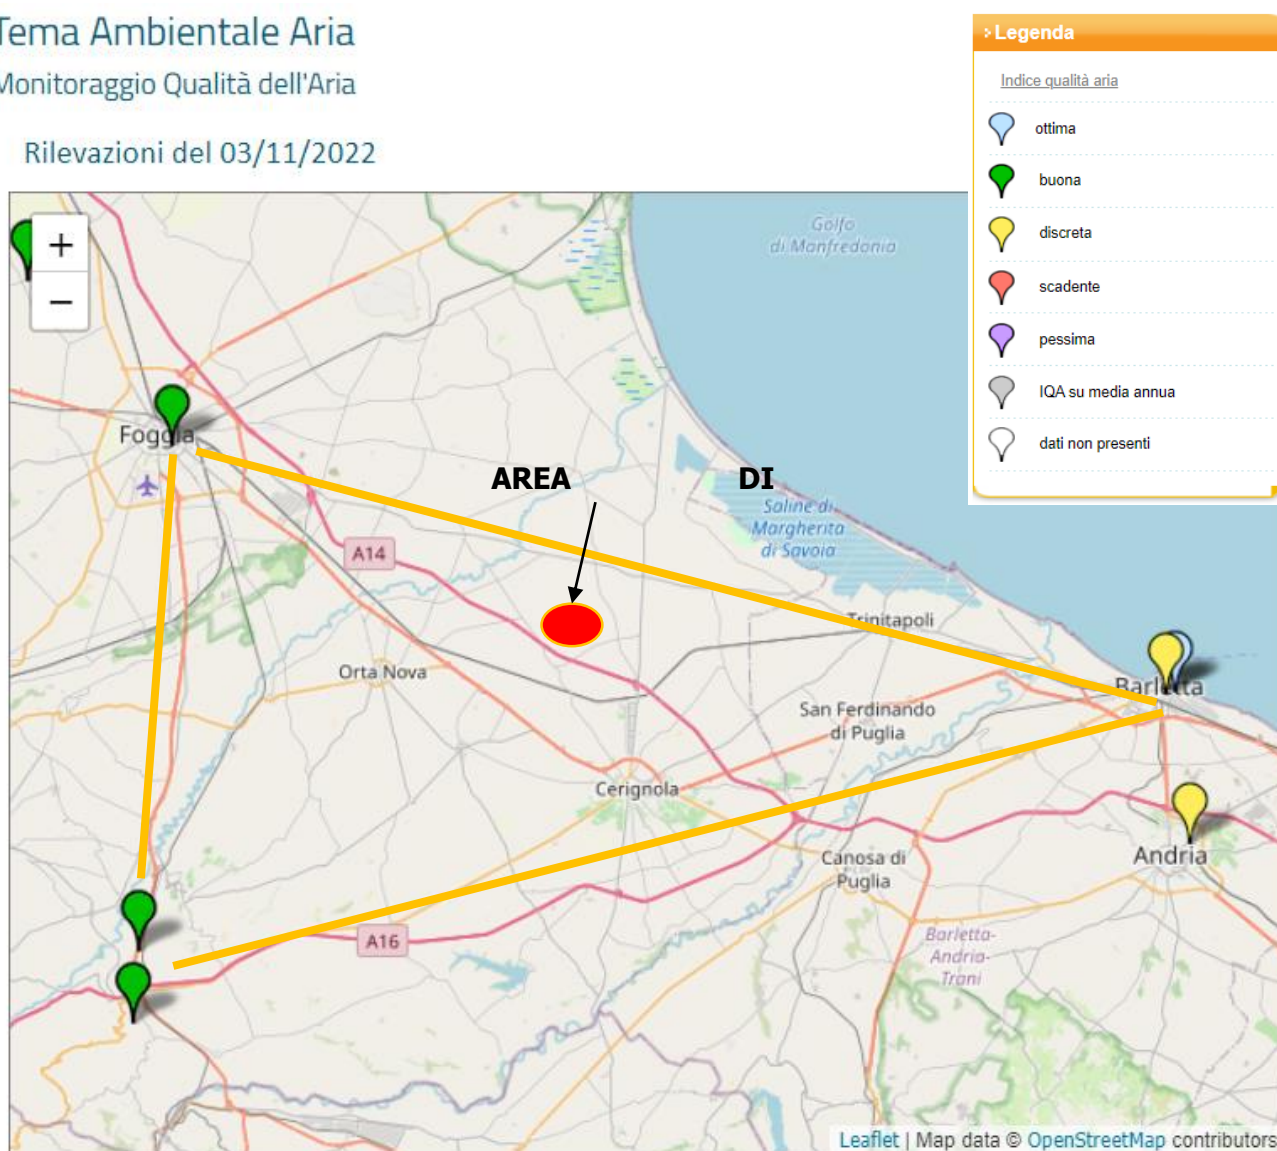 Tema Ambientale Aria
Monitoraggio Qualità dell'Aria
Rilevazioni del 03/11/2022
> Legenda
Indice qualità aria
ottima
buona
discreta
scadente
pessima
IQA su media annua
dati non presenti
+
−
Golfo
di Manfredonia
Foggia
AREA DI
Saline di
Margherita
di Savoia
A14
Trinitapoli
Orta Nova
Barletta
San Ferdinando
di Puglia
Cerignola
Canosa di
Puglia
Andria
A16
Barletta-
Andria-
Trani
Leaflet | Map data © OpenStreetMap contributors